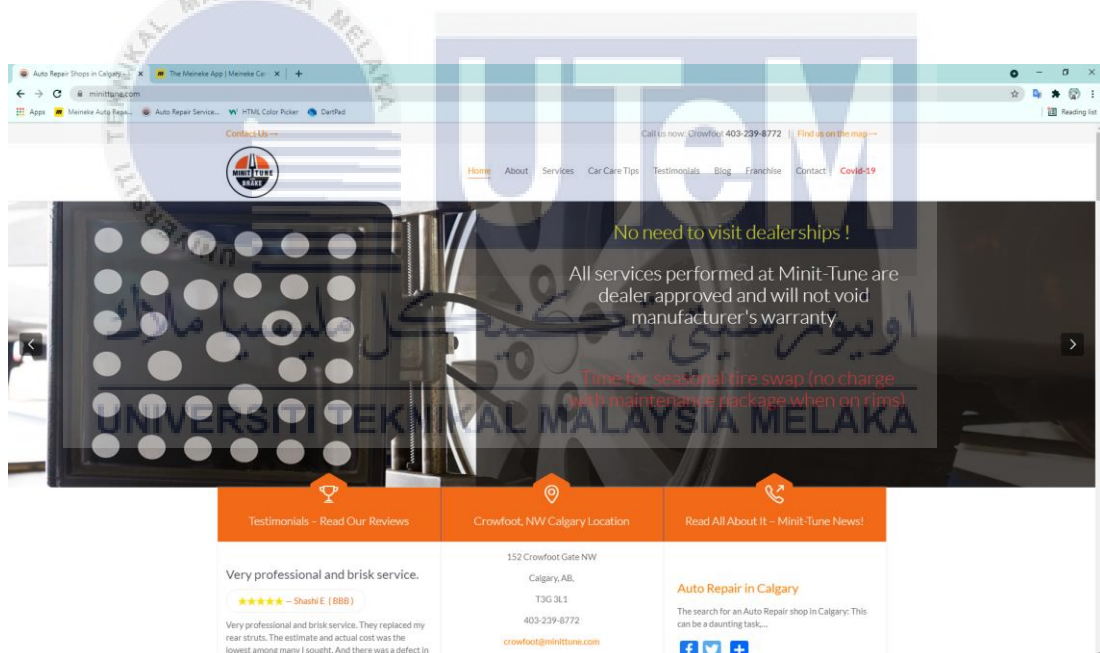 UTeM
UNIVERSITI TEKNIKAL MALAYSIA MELAKA
اونيورسيتي تيكنيكل مليسيا ملاك
UNIVERSITI TEKNIKAL MALAYSIA MELAKA
Auto Repair Shops in Calgary -
The Meineke App | Meineke Car
minittune.com
Apps
Meineke Auto Repa...
Auto Repair Service...
HTML Color Picker
DartPad
Reading list
Contact Us →
Call us now: Crowfoot 403-239-8772 | Find us on the map →
MINIT TUNE & BRAKE
Home About Services Car Care Tips Testimonials Blog Franchise Contact Covid-19
No need to visit dealerships !
All services performed at Minit-Tune are
dealer approved and will not void
manufacturer's warranty
Time for seasonal tire swap (no charge
with maintenance package when on rims)
Testimonials – Read Our Reviews
Very professional and brisk service.
★★★★★ — Shashi E ( BBB )
Very professional and brisk service. They replaced my
rear struts. The estimate and actual cost was the
lowest among many I sought. And there was a defect in
Crowfoot, NW Calgary Location
152 Crowfoot Gate NW
Calgary, AB,
T3G 3L1
403-239-8772
crowfoot@minittune.com
Read All About It – Minit-Tune News!
Auto Repair in Calgary
The search for an Auto Repair shop in Calgary: This
can be a daunting task,...